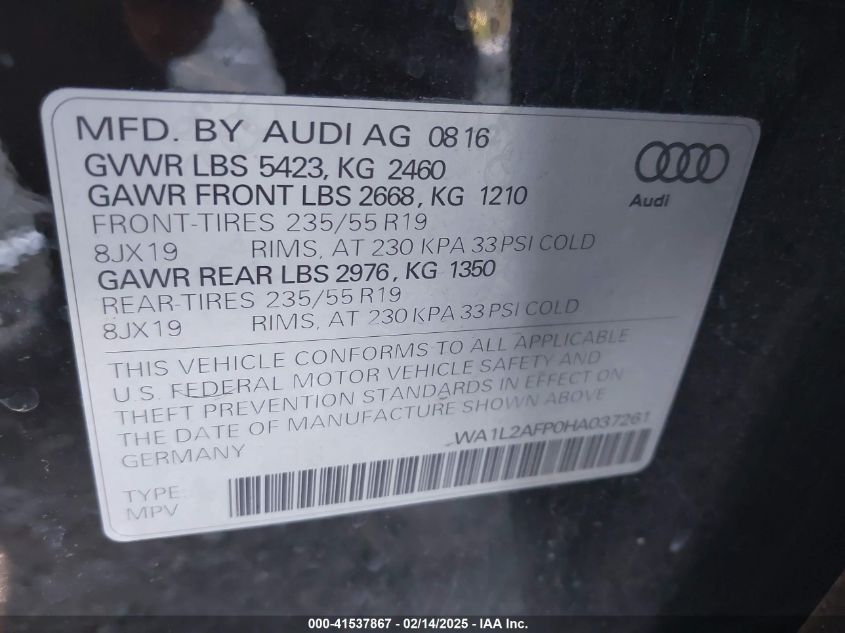 MFD. BY AUDI AG 08 16
GVWR LBS 5423, KG 2460
GAWR FRONT LBS 2668, KG 1210
FRONT-TIRES 235/55 R19
8JX19 RIMS, AT 230 KPA 33 PSI COLD
GAWR REAR LBS 2976, KG 1350
REAR-TIRES 235/55 R19
8JX19 RIMS, AT 230 KPA 33 PSI COLD
Audi
THIS VEHICLE CONFORMS TO ALL APPLICABLE
U.S. FEDERAL MOTOR VEHICLE SAFETY AND
THEFT PREVENTION STANDARDS IN EFFECT ON
THE DATE OF MANUFACTURE SHOWN ABOVE
GERMANY WA1L2AFP0HA037261
TYPE:
MPV
000-41537867 - 02/14/2025 - IAA Inc.